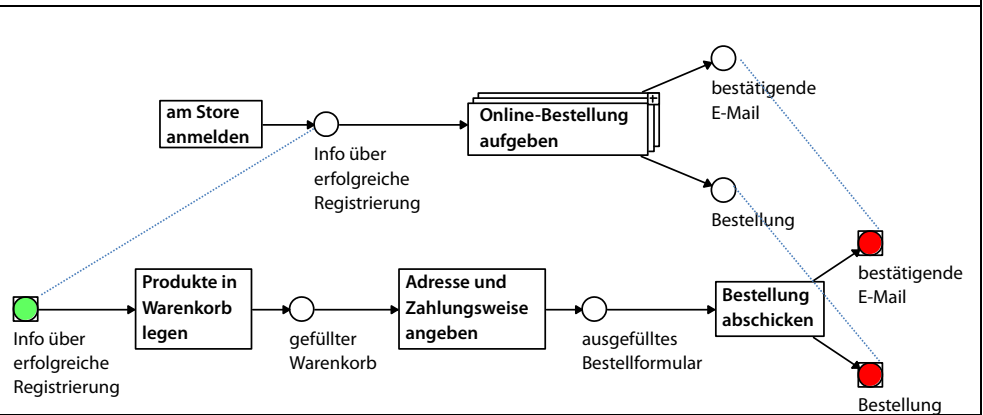 am Store
anmelden
Info über
erfolgreiche
Registrierung
Online-Bestellung
aufgeben
+
bestätigende
E-Mail
Bestellung
Info über
erfolgreiche
Registrierung
Produkte in
Warenkorb
legen
gefüllter
Warenkorb
Adresse und
Zahlungsweise
angeben
ausgefülltes
Bestellformular
Bestellung
abschicken
bestätigende
E-Mail
Bestellung